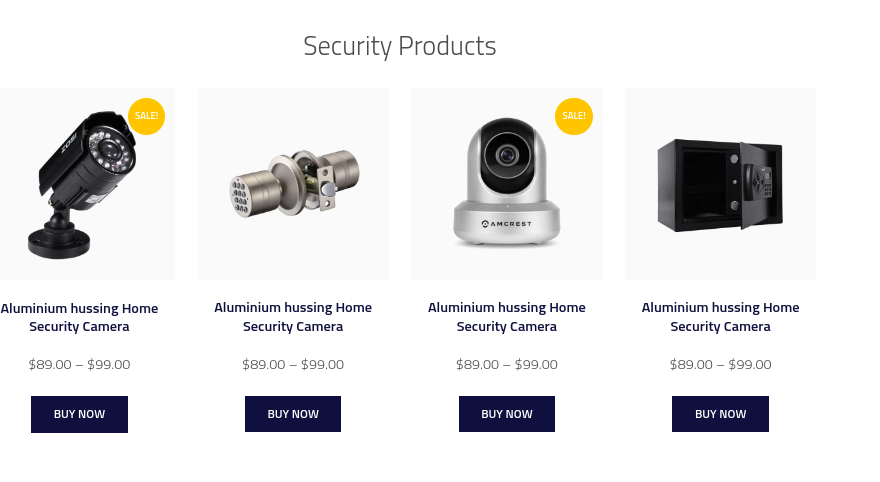 Security Products
SALE!
ZOSI
SALE!
AMCREST
Aluminium hussing Home
Security Camera
$89.00 – $99.00
BUY NOW
Aluminium hussing Home
Security Camera
$89.00 – $99.00
BUY NOW
Aluminium hussing Home
Security Camera
$89.00 – $99.00
BUY NOW
Aluminium hussing Home
Security Camera
$89.00 – $99.00
BUY NOW